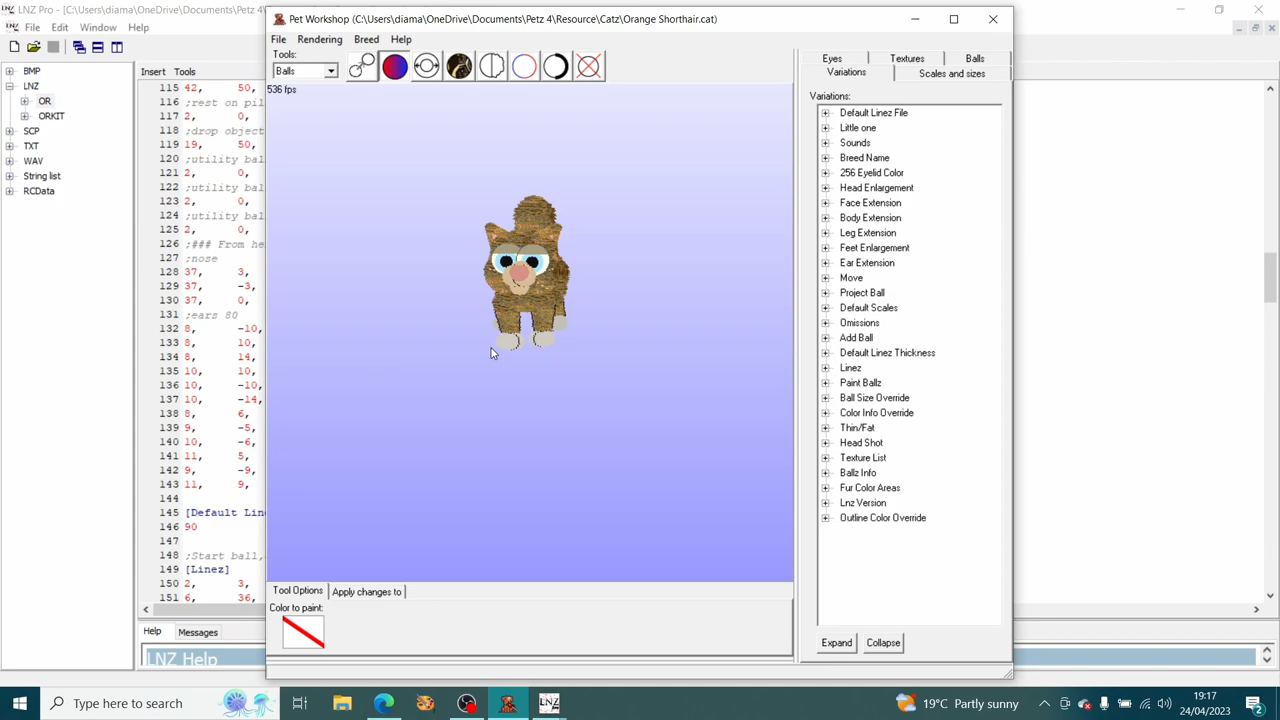 LNZ Pro - [C:\Users\diama\OneDrive\Docum
File Edit Window Help
BMP
LNZ
OR
ORKIT
SCP
TXT
WAV
String list
RCData
Insert Tools
115 42, 50,
116 ;rest on pil
117 2, 0,
118 ;drop object
119 19, 50,
120 ;utility bal
121 2, 0,
122 ;utility bal
123 2, 0,
124 ;utility bal
125 2, 0,
126 ;### From he
127 ;nose
128 37, 3,
129 37, -3,
130 37, 0,
131 ;ears 80
132 8, -10,
133 8, 10,
134 8, 14,
135 10, 10,
136 10, -10,
137 10, -14,
138 8, 6,
139 9, -5,
140 10, -6,
141 11, 5,
142 9, -9,
143 11, 9,
144
145 [Default Lin
146 90
147
148 ;Start ball,
149 [Linez]
150 2, 3,
151 6, 36,
Help Messages
LNZ Help
Pet Workshop (C:\Users\diama\OneDrive\Documents\Petz 4\Resource\Catz\Orange Shorthair.cat)
File Rendering Breed Help
Tools:
Balls
536 fps
Tool Options Apply changes to
Color to paint:
Eyes Textures Balls
Variations Scales and sizes
Variations:
Default Linez File
Little one
Sounds
Breed Name
256 Eyelid Color
Head Enlargement
Face Extension
Body Extension
Leg Extension
Feet Enlargement
Ear Extension
Move
Project Ball
Default Scales
Omissions
Add Ball
Default Linez Thickness
Linez
Paint Ballz
Ball Size Override
Color Info Override
Thin/Fat
Head Shot
Texture List
Ballz Info
Fur Color Areas
Lnz Version
Outline Color Override
Expand Collapse
Type here to search
LNZ
19°C Partly sunny
19:17
24/04/2023
2